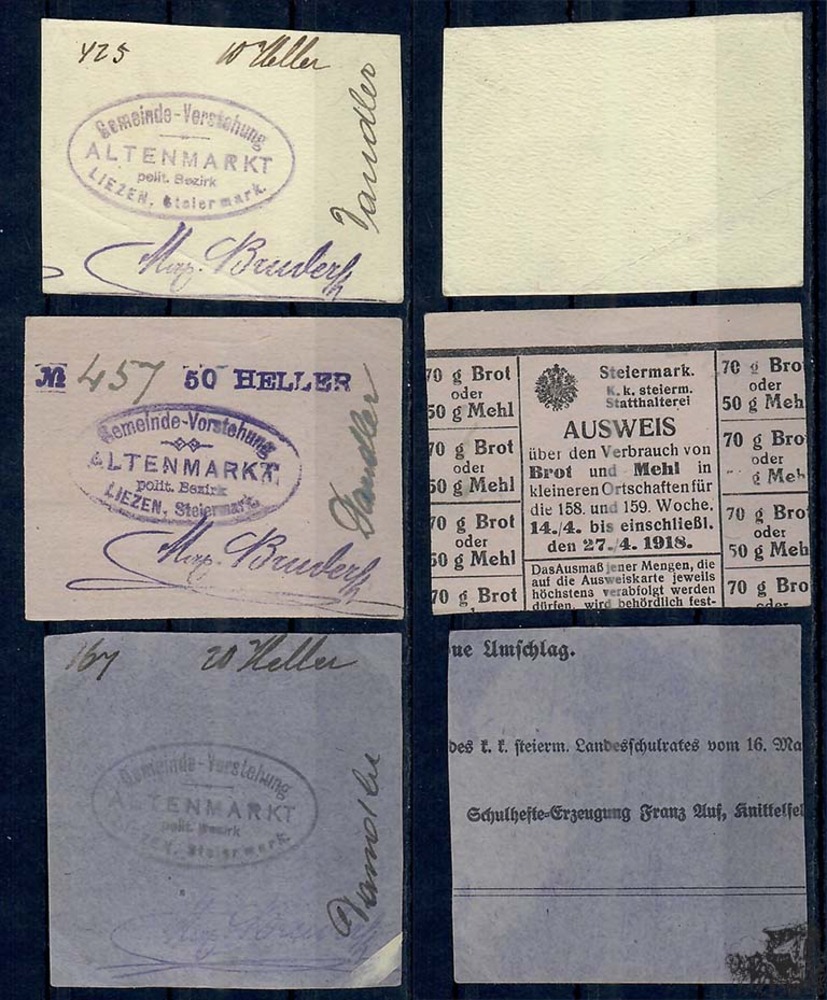 425 10 Heller
Gemeinde-Vorstehung
ALTENMARKT
polit. Bezirk
LIEZEN, Steiermark.
Tandler
№ 457 50 HELLER
Gemeinde-Vorstehung
ALTENMARKT
polit. Bezirk
LIEZEN, Steiermark.
Tandler
70 g Brot
oder
50 g Mehl
70 g Brot
oder
50 g Mehl
70 g Brot
oder
50 g Mehl
70 g Brot
Steiermark.
K. k. steierm.
Statthalterei
AUSWEIS
über den Verbrauch von
Brot und Mehl in
kleineren Ortschaften für
die 158. und 159. Woche.
14./4. bis einschließl.
den 27./4. 1918.
Das Ausmaß jener Mengen, die
auf die Ausweiskarte jeweils
höchstens verabfolgt werden
dürfen, wird behördlich fest-
70 g Bro
oder
50 g Meh
70 g Bro
oder
g Meh
70 g Bro
oder
50 g Meh
70 g Bro
oder
167 20 Heller
Gemeinde-Vorstehung
ALTENMARKT
polit. Bezirk
LIEZEN, Steiermark.
Tandler
ue Umschlag.
des k. k. steierm. Landesschulrates vom 16. Ma
Schulhefte-Erzeugung Franz Auf, Knittelfel